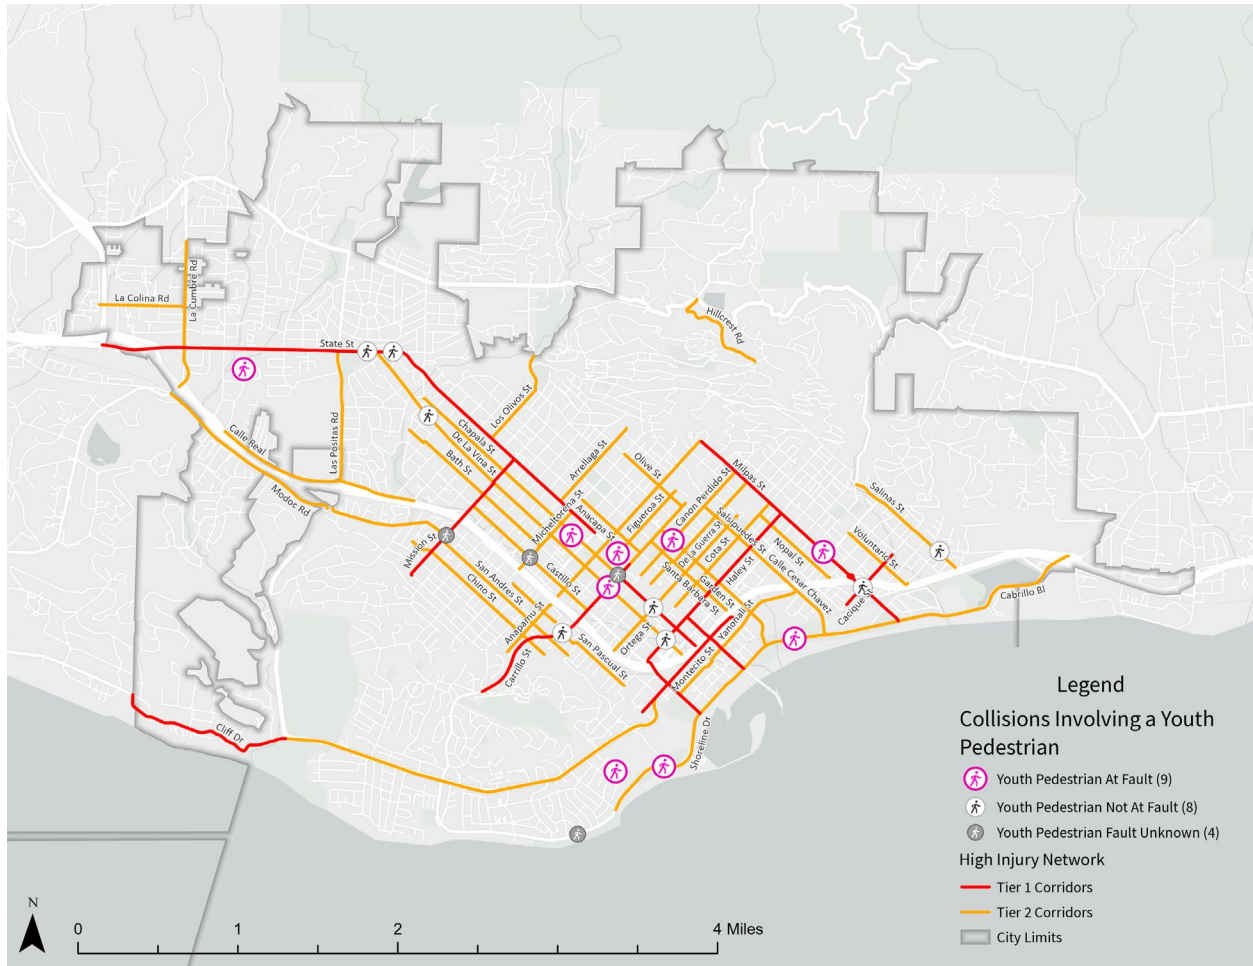 La Colina Rd
La Cumbre Rd
Hillcrest Rd
State St
Los Olivos St
Las Positas Rd
Calle Real
Modoc Rd
Chapala St
De La Vina St
Bath St
Arrellaga St
Olive St
Milpas St
Canon Perdido St
Figueroa St
Salinas St
Micheltorena St
Anacapa St
Salsipuedes St
De La Guerra St
Cota St
Nopal St
Voluntario St
Mission St
Haley St
Calle Cesar Chavez
San Andres St
Castillo St
Santa Barbara St
Garden St
Chino St
Cacique St
Cabrillo Bl
Anapamu St
Ortega St
Yanonali St
San Pascual St
Carrillo St
Montecito St
Shoreline Dr
Cliff Dr
Legend
Collisions Involving a Youth
Pedestrian
Youth Pedestrian At Fault (9)
Youth Pedestrian Not At Fault (8)
Youth Pedestrian Fault Unknown (4)
High Injury Network
Tier 1 Corridors
Tier 2 Corridors
City Limits
N
0 1 2 4 Miles